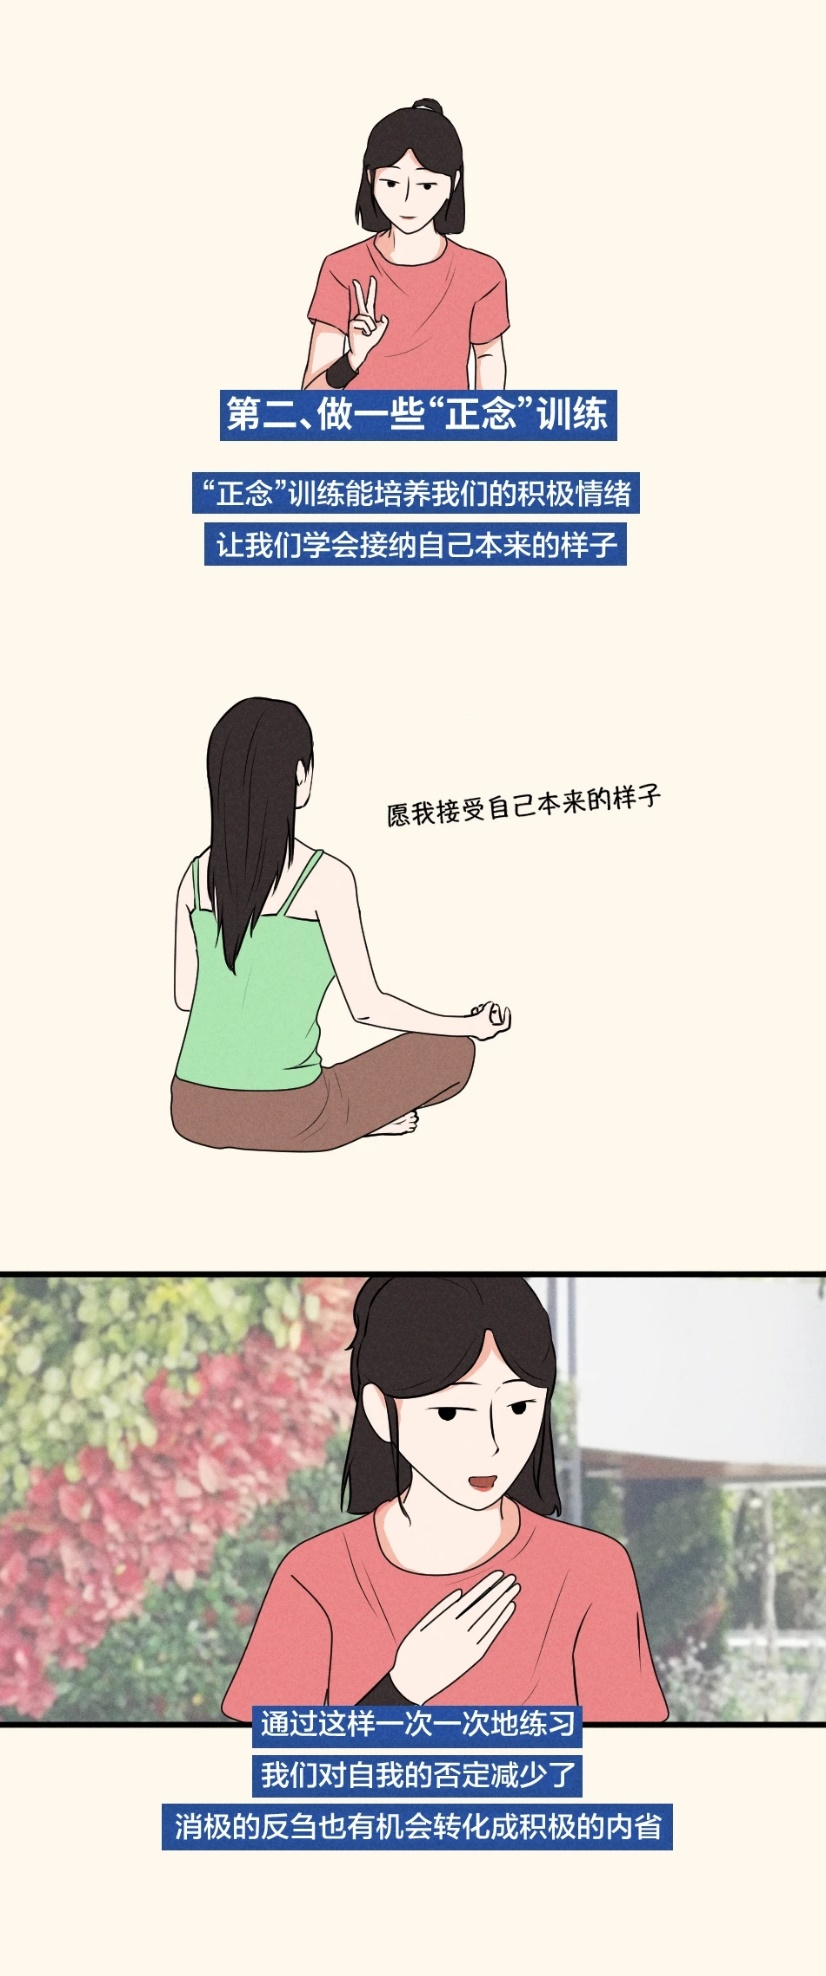 第二、做一些“正念”训练
“正念”训练能培养我们的积极情绪
让我们学会接纳自己本来的样子
愿我接受自己本来的样子
通过这样一次一次地练习
我们对自我的否定减少了
消极的反刍也有机会转化成积极的内省